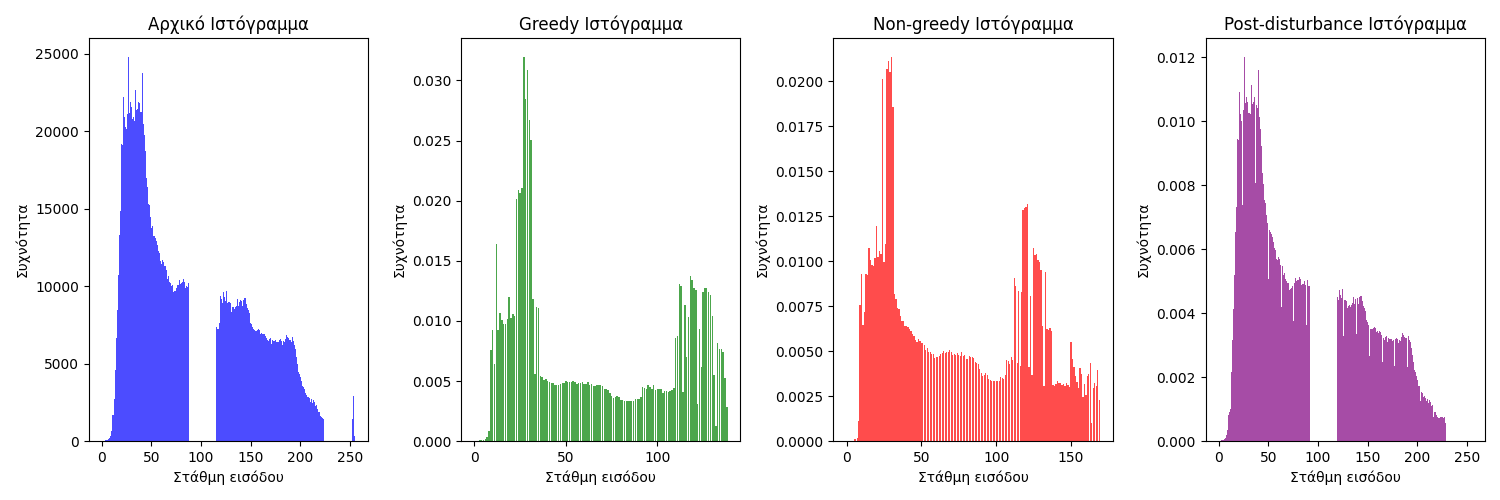 Αρχικό Ιστόγραμμα
25000
20000
15000
10000
5000
0
Συχνότητα
0 50 100 150 200 250
Στάθμη εισόδου
Greedy Ιστόγραμμα
0.030
0.025
0.020
0.015
0.010
0.005
0.000
Συχνότητα
0 50 100
Στάθμη εισόδου
Non-greedy Ιστόγραμμα
0.0200
0.0175
0.0150
0.0125
0.0100
0.0075
0.0050
0.0025
0.0000
Συχνότητα
0 50 100 150
Στάθμη εισόδου
Post-disturbance Ιστόγραμμα
0.012
0.010
0.008
0.006
0.004
0.002
0.000
Συχνότητα
0 50 100 150 200 250
Στάθμη εισόδου